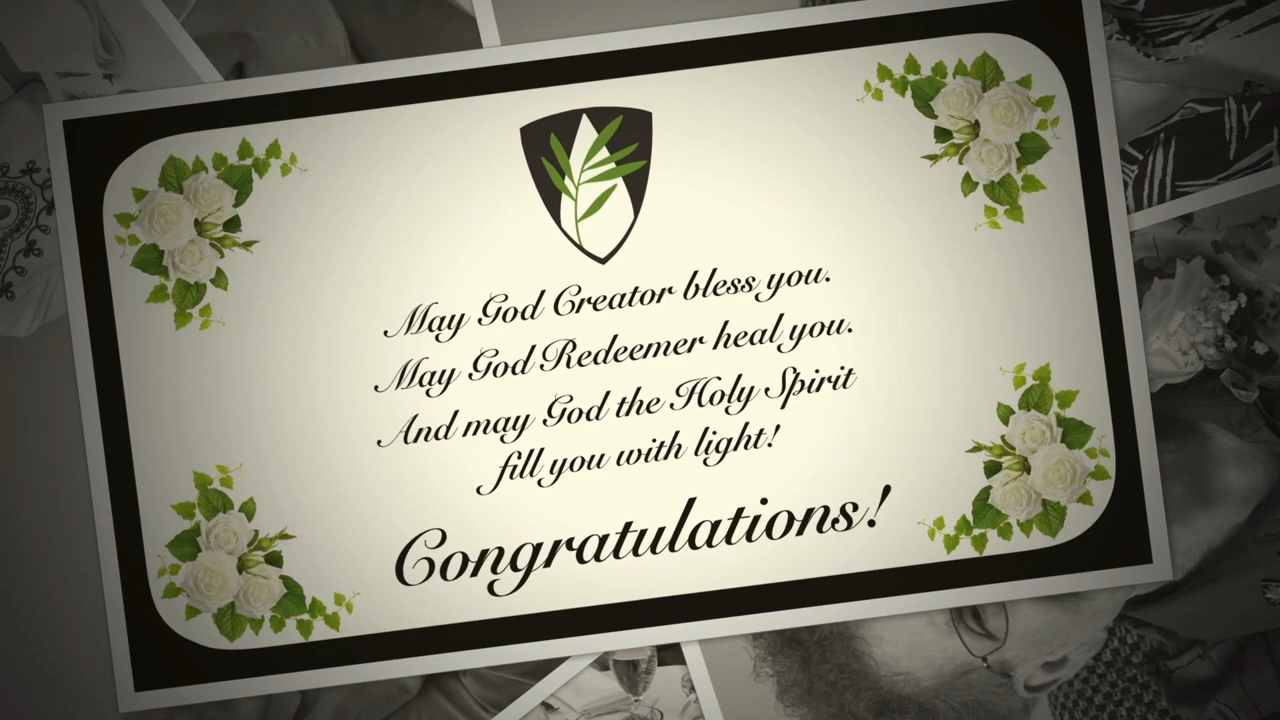 May God Creator bless you.
May God Redeemer heal you.
And may God the Holy Spirit
fill you with light!
Congratulations!